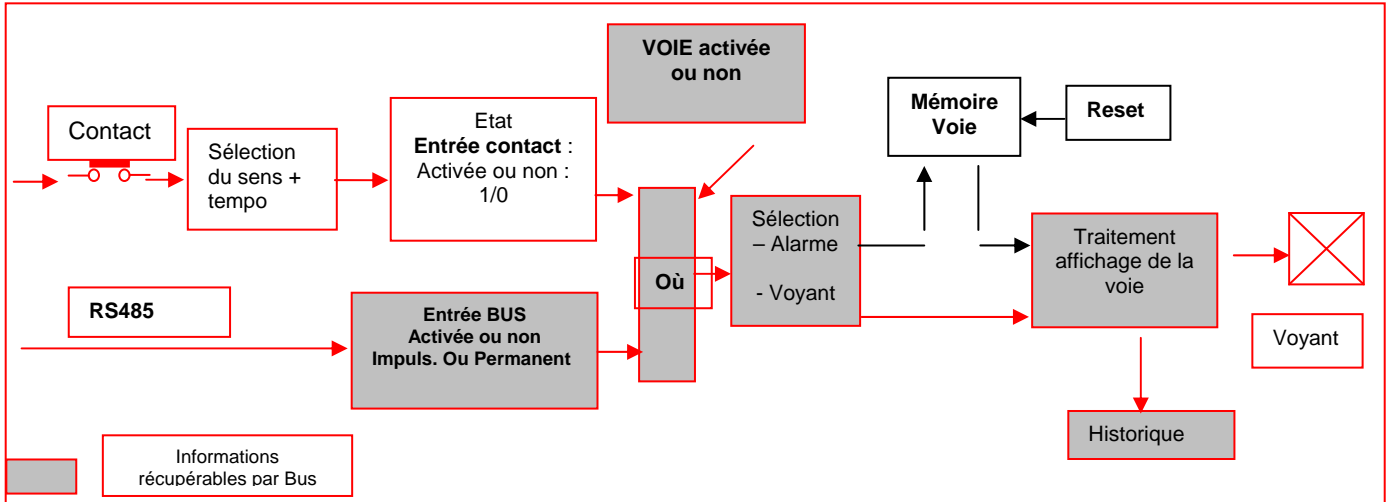 VOIE activée
ou non
Contact
Sélection
du sens +
tempo
Etat
Entrée contact :
Activée ou non :
1/0
Mémoire
Voie
Reset
Où
Sélection
– Alarme
- Voyant
Traitement
affichage de la
voie
RS485
Entrée BUS
Activée ou non
Impuls. Ou Permanent
Voyant
Historique
Informations
récupérables par Bus